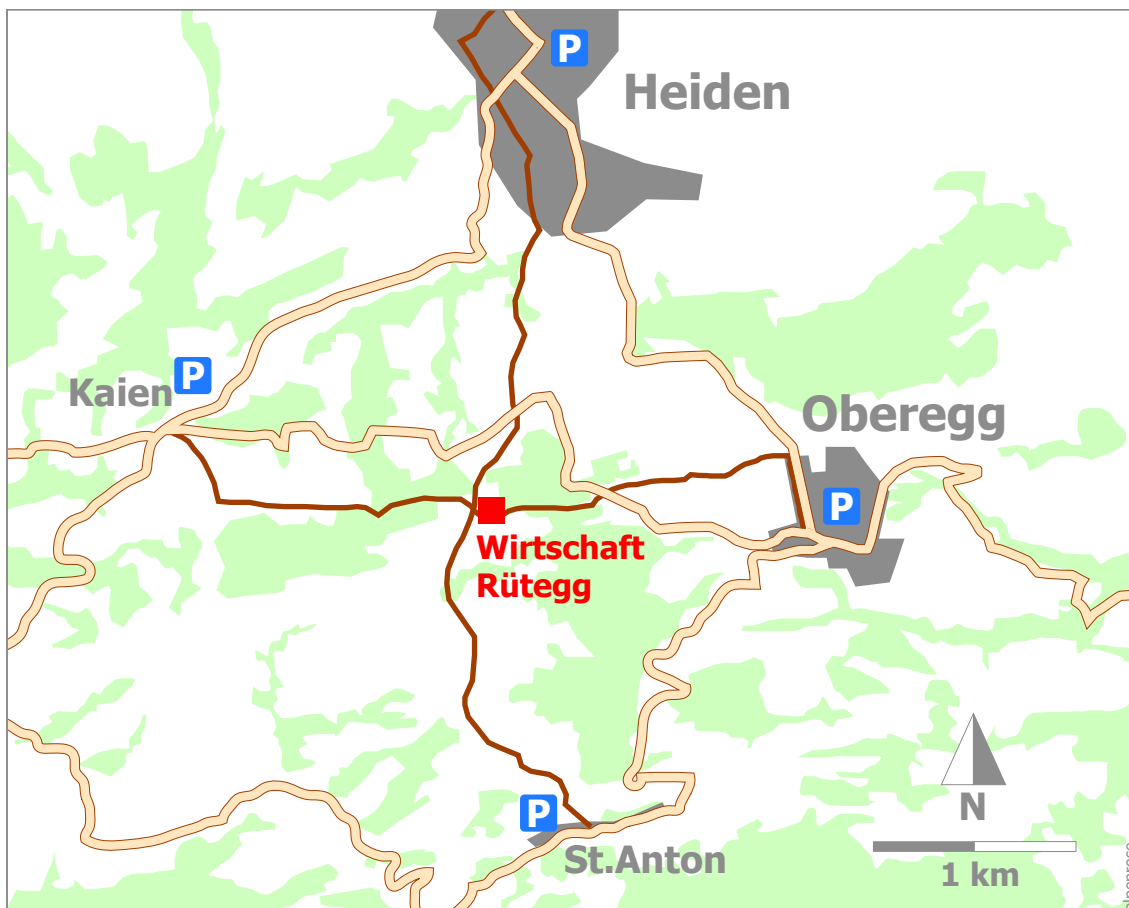 P
Heiden
Kaien
P
Oberegg
P
Wirtschaft
Rütegg
P
St.Anton
N
1 km